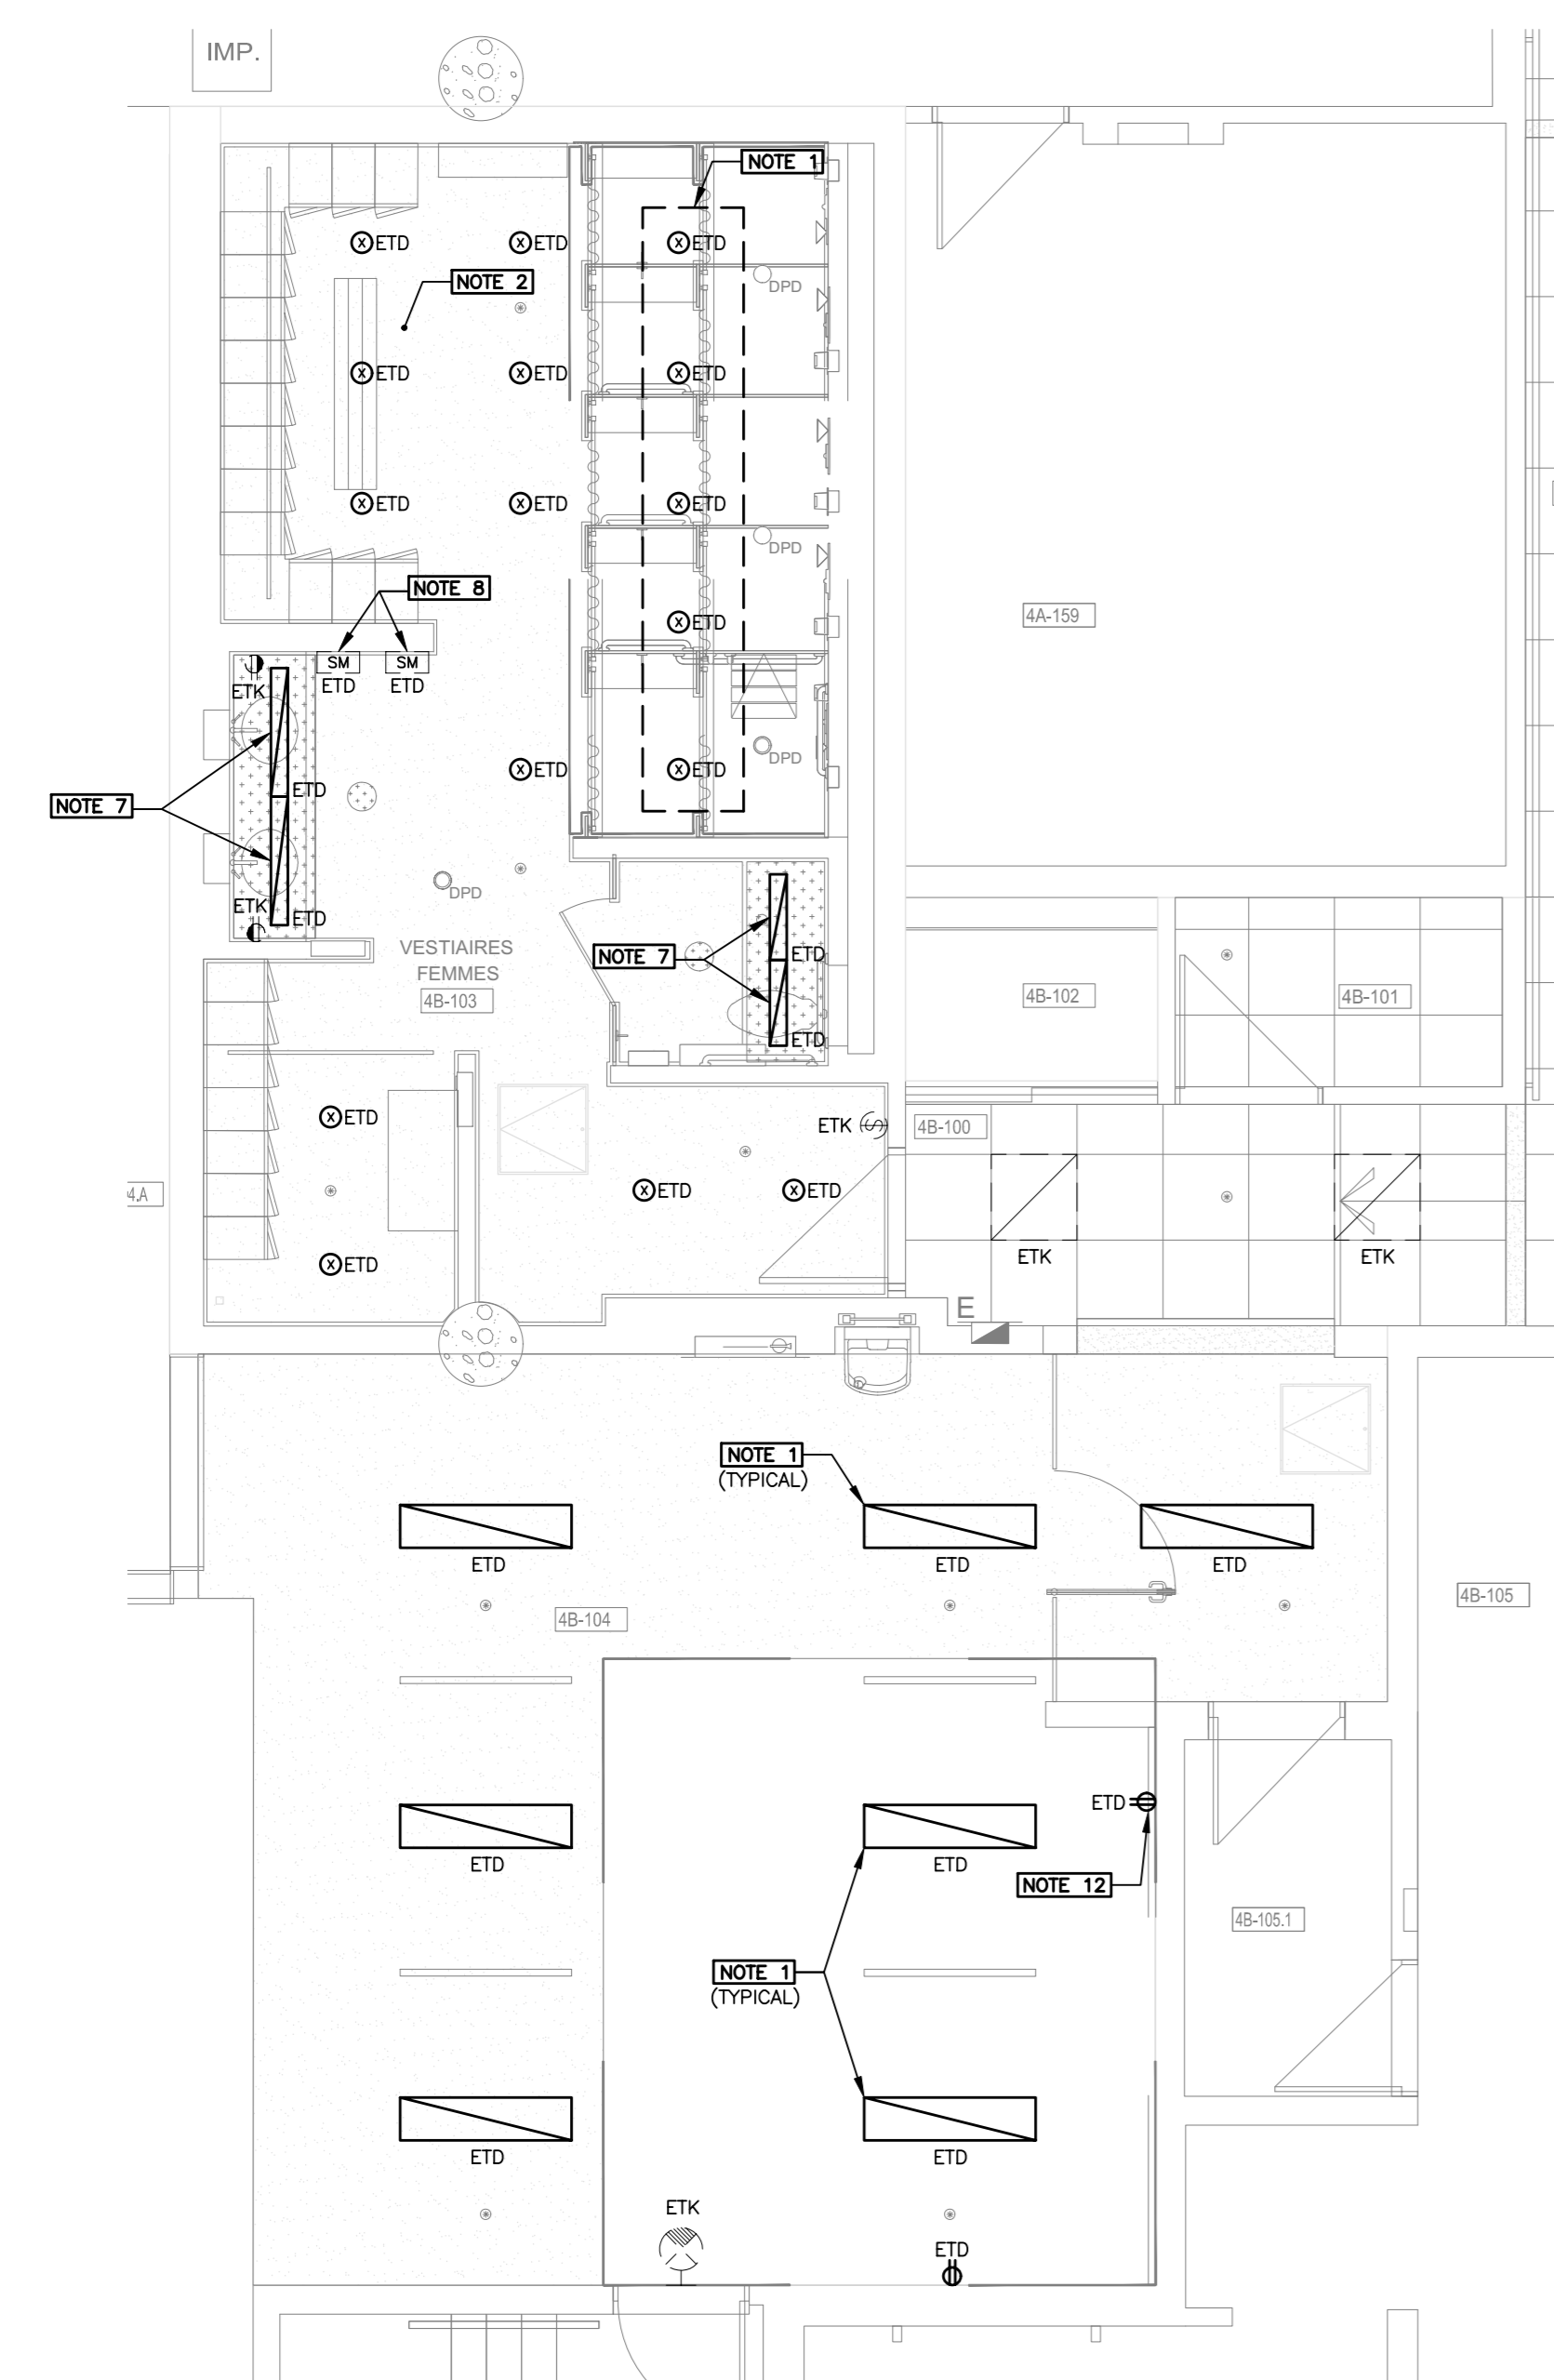 IMP.
NOTE 1
ETD
ETD
ETD
NOTE 2
DPD
ETD
ETD
ETD
ETD
ETD
ETD
DPD
NOTE 8
4A-159
ETD
SM
SM
ETK
ETD
ETD
DPD
ETD
ETD
NOTE 7
ETD
DPD
ETK
ETD
VESTIAIRES
FEMMES
4B-103
NOTE 7
ETD
ETD
4B-102
4B-101
ETD
ETK
4B-100
4.A
ETD
ETD
ETK
ETK
ETD
E
NOTE 1
(TYPICAL)
ETD
ETD
ETD
4B-104
4B-105
ETD
ETD
ETD
NOTE 12
4B-105.1
NOTE 1
(TYPICAL)
ETD
ETD
ETK
ETD